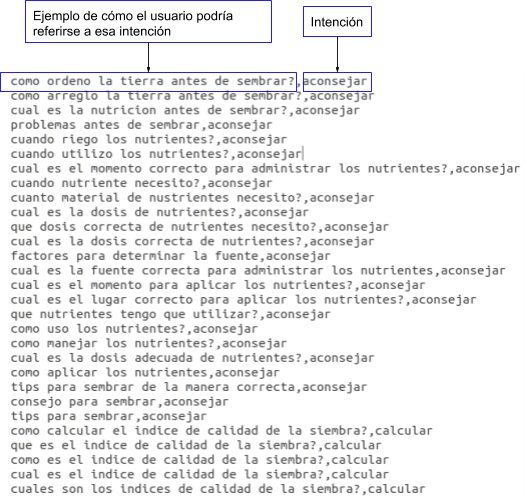 Ejemplo de cómo el usuario podría
referirse a esa intención
Intención
como ordeno la tierra antes de sembrar?,aconsejar
como arreglo la tierra antes de sembrar?,aconsejar
cual es la nutricion antes de sembrar?,aconsejar
problemas antes de sembrar,aconsejar
cuando riego los nutrientes?,aconsejar
cuando utilizo los nutrientes?,aconsejar
cual es el momento correcto para administrar los nutrientes?,aconsejar
cuando nutriente necesito?,aconsejar
cuanto material de nustrientes necesito?,aconsejar
cual es la dosis de nutrientes?,aconsejar
que dosis correcta de nutrientes necesito?,aconsejar
cual es la dosis correcta de nutrientes?,aconsejar
factores para determinar la fuente,aconsejar
cual es la fuente correcta para administrar los nutrientes,aconsejar
cual es el momento para aplicar los nutrientes?,aconsejar
cual es el lugar correcto para aplicar los nutrientes?,aconsejar
que nutrientes tengo que utilizar?,aconsejar
como uso los nutrientes?,aconsejar
como manejar los nutrientes?,aconsejar
cual es la dosis adecuada de nutrientes?,aconsejar
como aplicar los nutrientes,aconsejar
tips para sembrar de la manera correcta,aconsejar
consejo para sembrar,aconsejar
tips para sembrar,aconsejar
como calcular el indice de calidad de la siembra?,calcular
que es el indice de calidad de la siembra?,calcular
como es el indice de calidad de la siembra?,calcular
cual es el indice de calidad de la siembra?,calcular
cuales son los indices de calidad de la siembra?,calcular